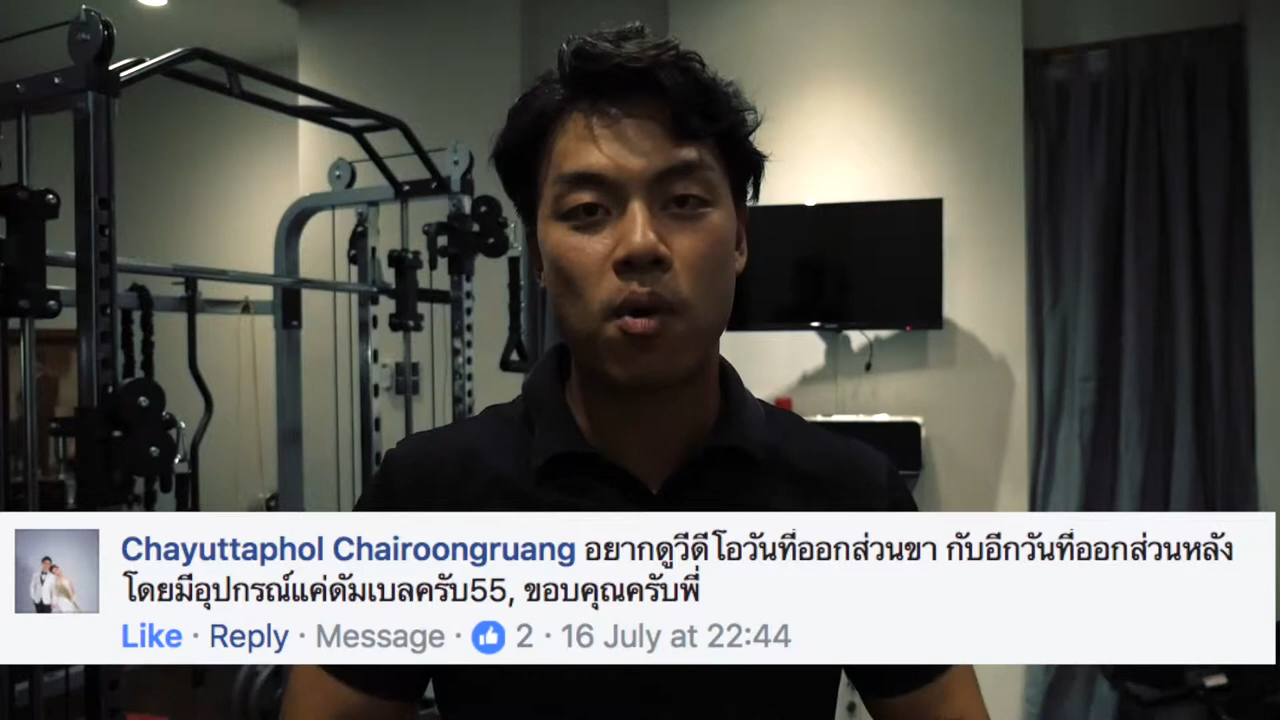 Chayuttaphol Chairoongruang อยากดูวีดีโอวันที่ออกส่วนขา กับอีกวันที่ออกส่วนหลัง
โดยมีอุปกรณ์แค่ดัมเบลครับ55, ขอบคุณครับพี่
Like · Reply · Message · 2 · 16 July at 22:44